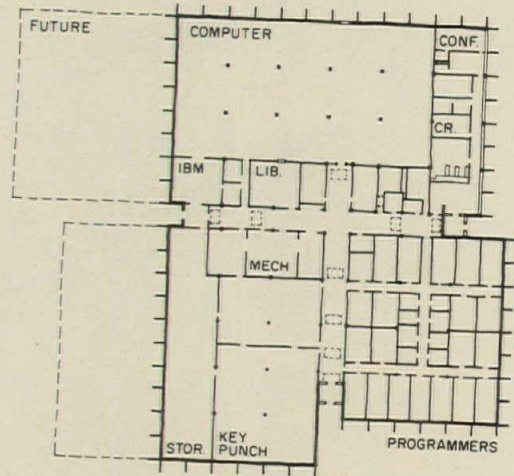 FUTURE
COMPUTER
CONF.
CR.
IBM
LIB.
MECH
STOR.
KEY
PUNCH
PROGRAMMERS